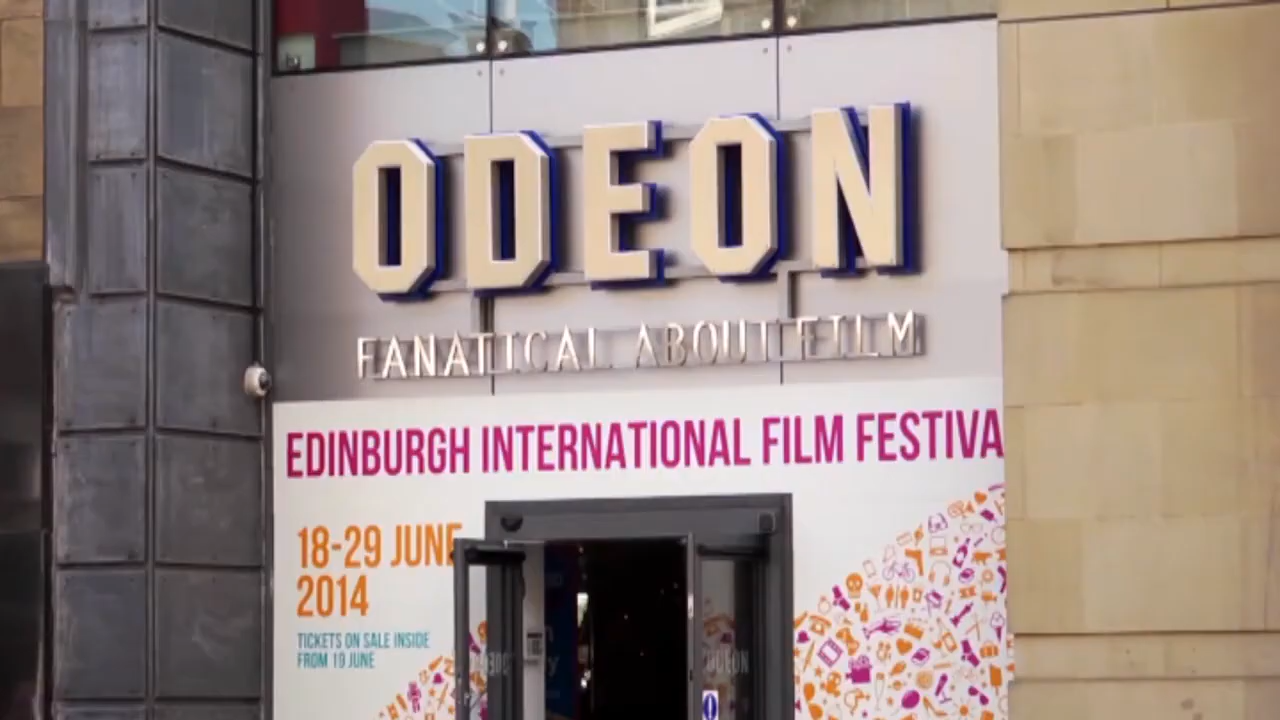 ODEON
FANATICAL ABOUT FILM
EDINBURGH INTERNATIONAL FILM FESTIVA
18-29 JUNE
2014
TICKETS ON SALE INSIDE
FROM 19 JUNE
ODEON